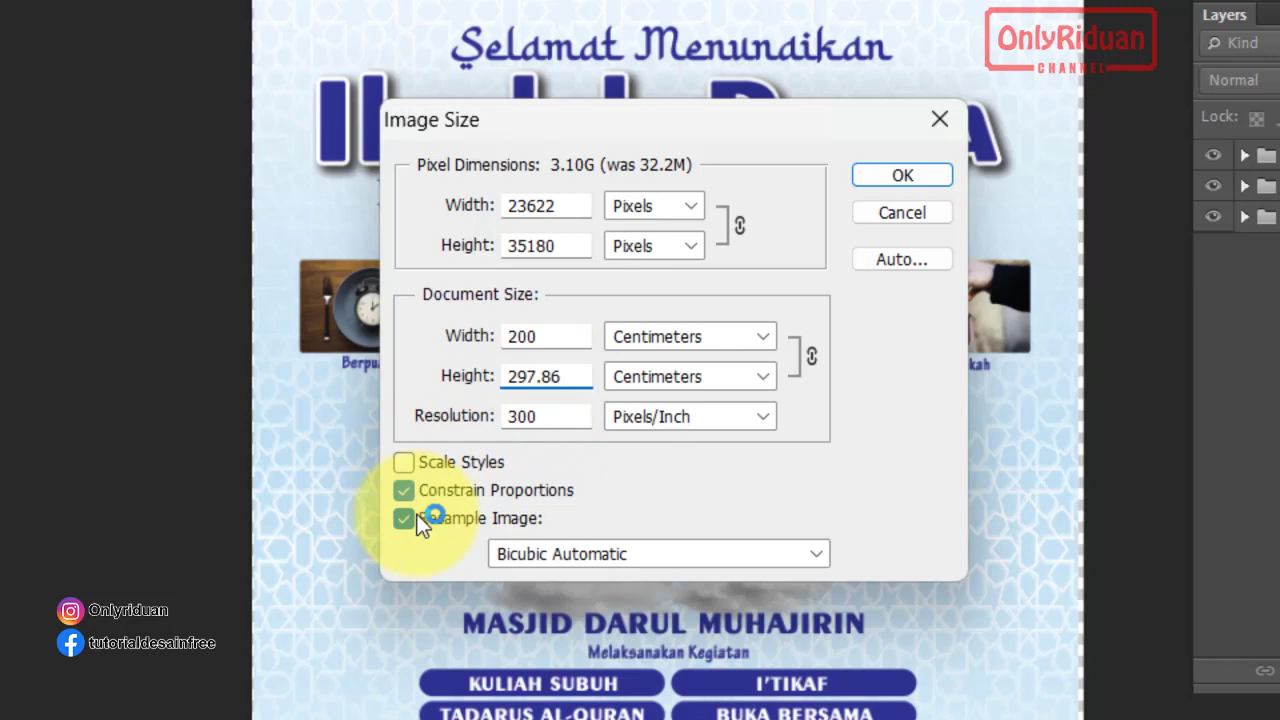 Selamat Menunaikan
OnlyRiduan
CHANNEL
Layers
Kind
Normal
Lock:
Image Size
Pixel Dimensions: 3.10G (was 32.2M)
Width: 23622 Pixels
Height: 35180 Pixels
OK
Cancel
Auto...
Document Size:
Width: 200 Centimeters
Height: 297.86 Centimeters
Resolution: 300 Pixels/Inch
Scale Styles
Constrain Proportions
Resample Image:
Bicubic Automatic
Onlyriduan
tutorialdesainfree
MASJID DARUL MUHAJIRIN
Melaksanakan Kegiatan
KULIAH SUBUH
I'TIKAF
TADARUS AL-QURAN
BUKA BERSAMA